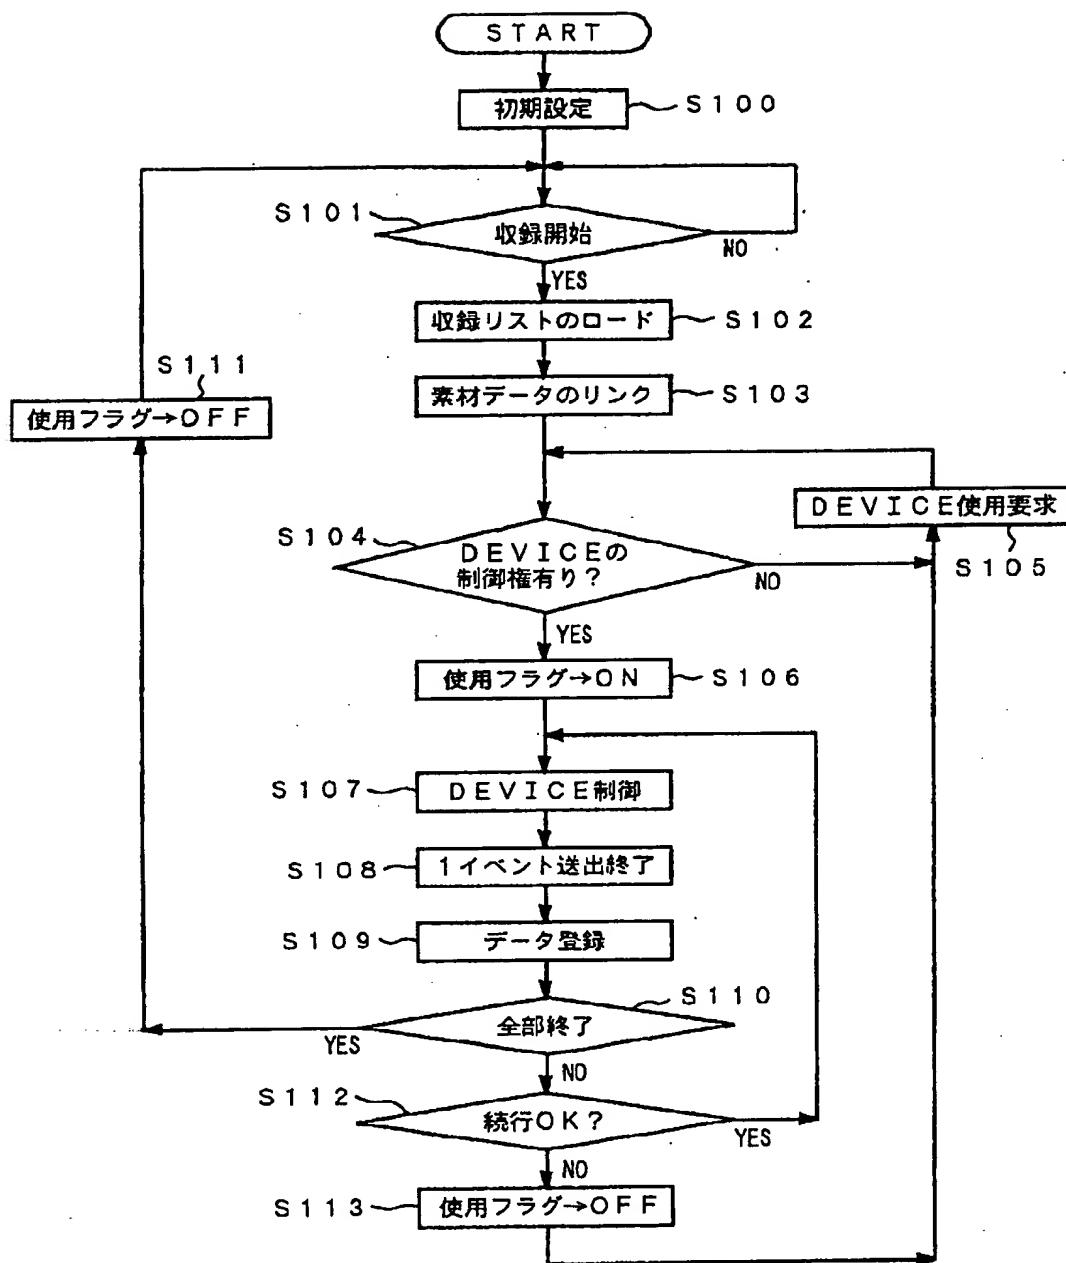 START
初期設定
S100
S101
収録開始
NO
YES
収録リストのロード
S102
S111
素材データのリンク
S103
使用フラグ→OFF
DEVICE使用要求
S104
DEVICEの
制御権有り?
NO
S105
YES
使用フラグ→ON
S106
S107
DEVICE制御
S108
1イベント送出終了
S109
データ登録
S110
全部終了
YES
NO
S112
続行OK?
YES
NO
S113
使用フラグ→OFF